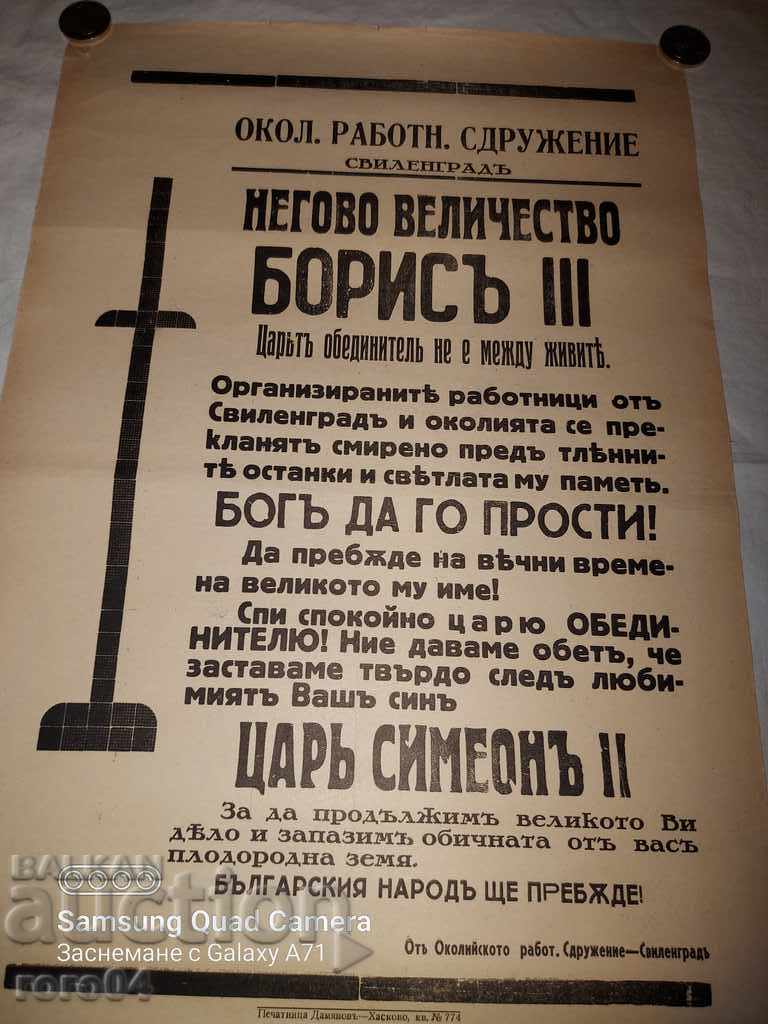 ОКОЛ. РАБОТН. СДРУЖЕНИЕ
СВИЛЕНГРАДЪ
НЕГОВО ВЕЛИЧЕСТВО
БОРИСЪ III
Царьтъ обединитель не е между живитѣ.
Организиранитѣ работници отъ
Свиленградъ и околията се пре-
кланятъ смирено предъ тлѣнни-
тѣ останки и свѣтлата му паметь.
БОГЪ ДА ГО ПРОСТИ!
Да пребѫде на вѣчни време-
на великото му име!
Спи спокойно царю ОБЕДИ-
НИТЕЛЮ! Ние даваме обетъ, че
заставаме твърдо следъ люби-
миятъ Вашъ синъ
ЦАРЬ СИМЕОНЪ II
За да продължимъ великото Ви
дѣло и запазимъ обичната отъ васъ
плодородна земя.
БЪЛГАРСКИЯ НАРОДЪ ЩЕ ПРЕБѪДЕ!
Отъ Околийското работ. Сдружение—Свиленградъ
Печатница Дамяновъ—Хасково, кв. № 774
BALKAN
auction
Samsung Quad Camera
Заснемане с Galaxy A71
roro04